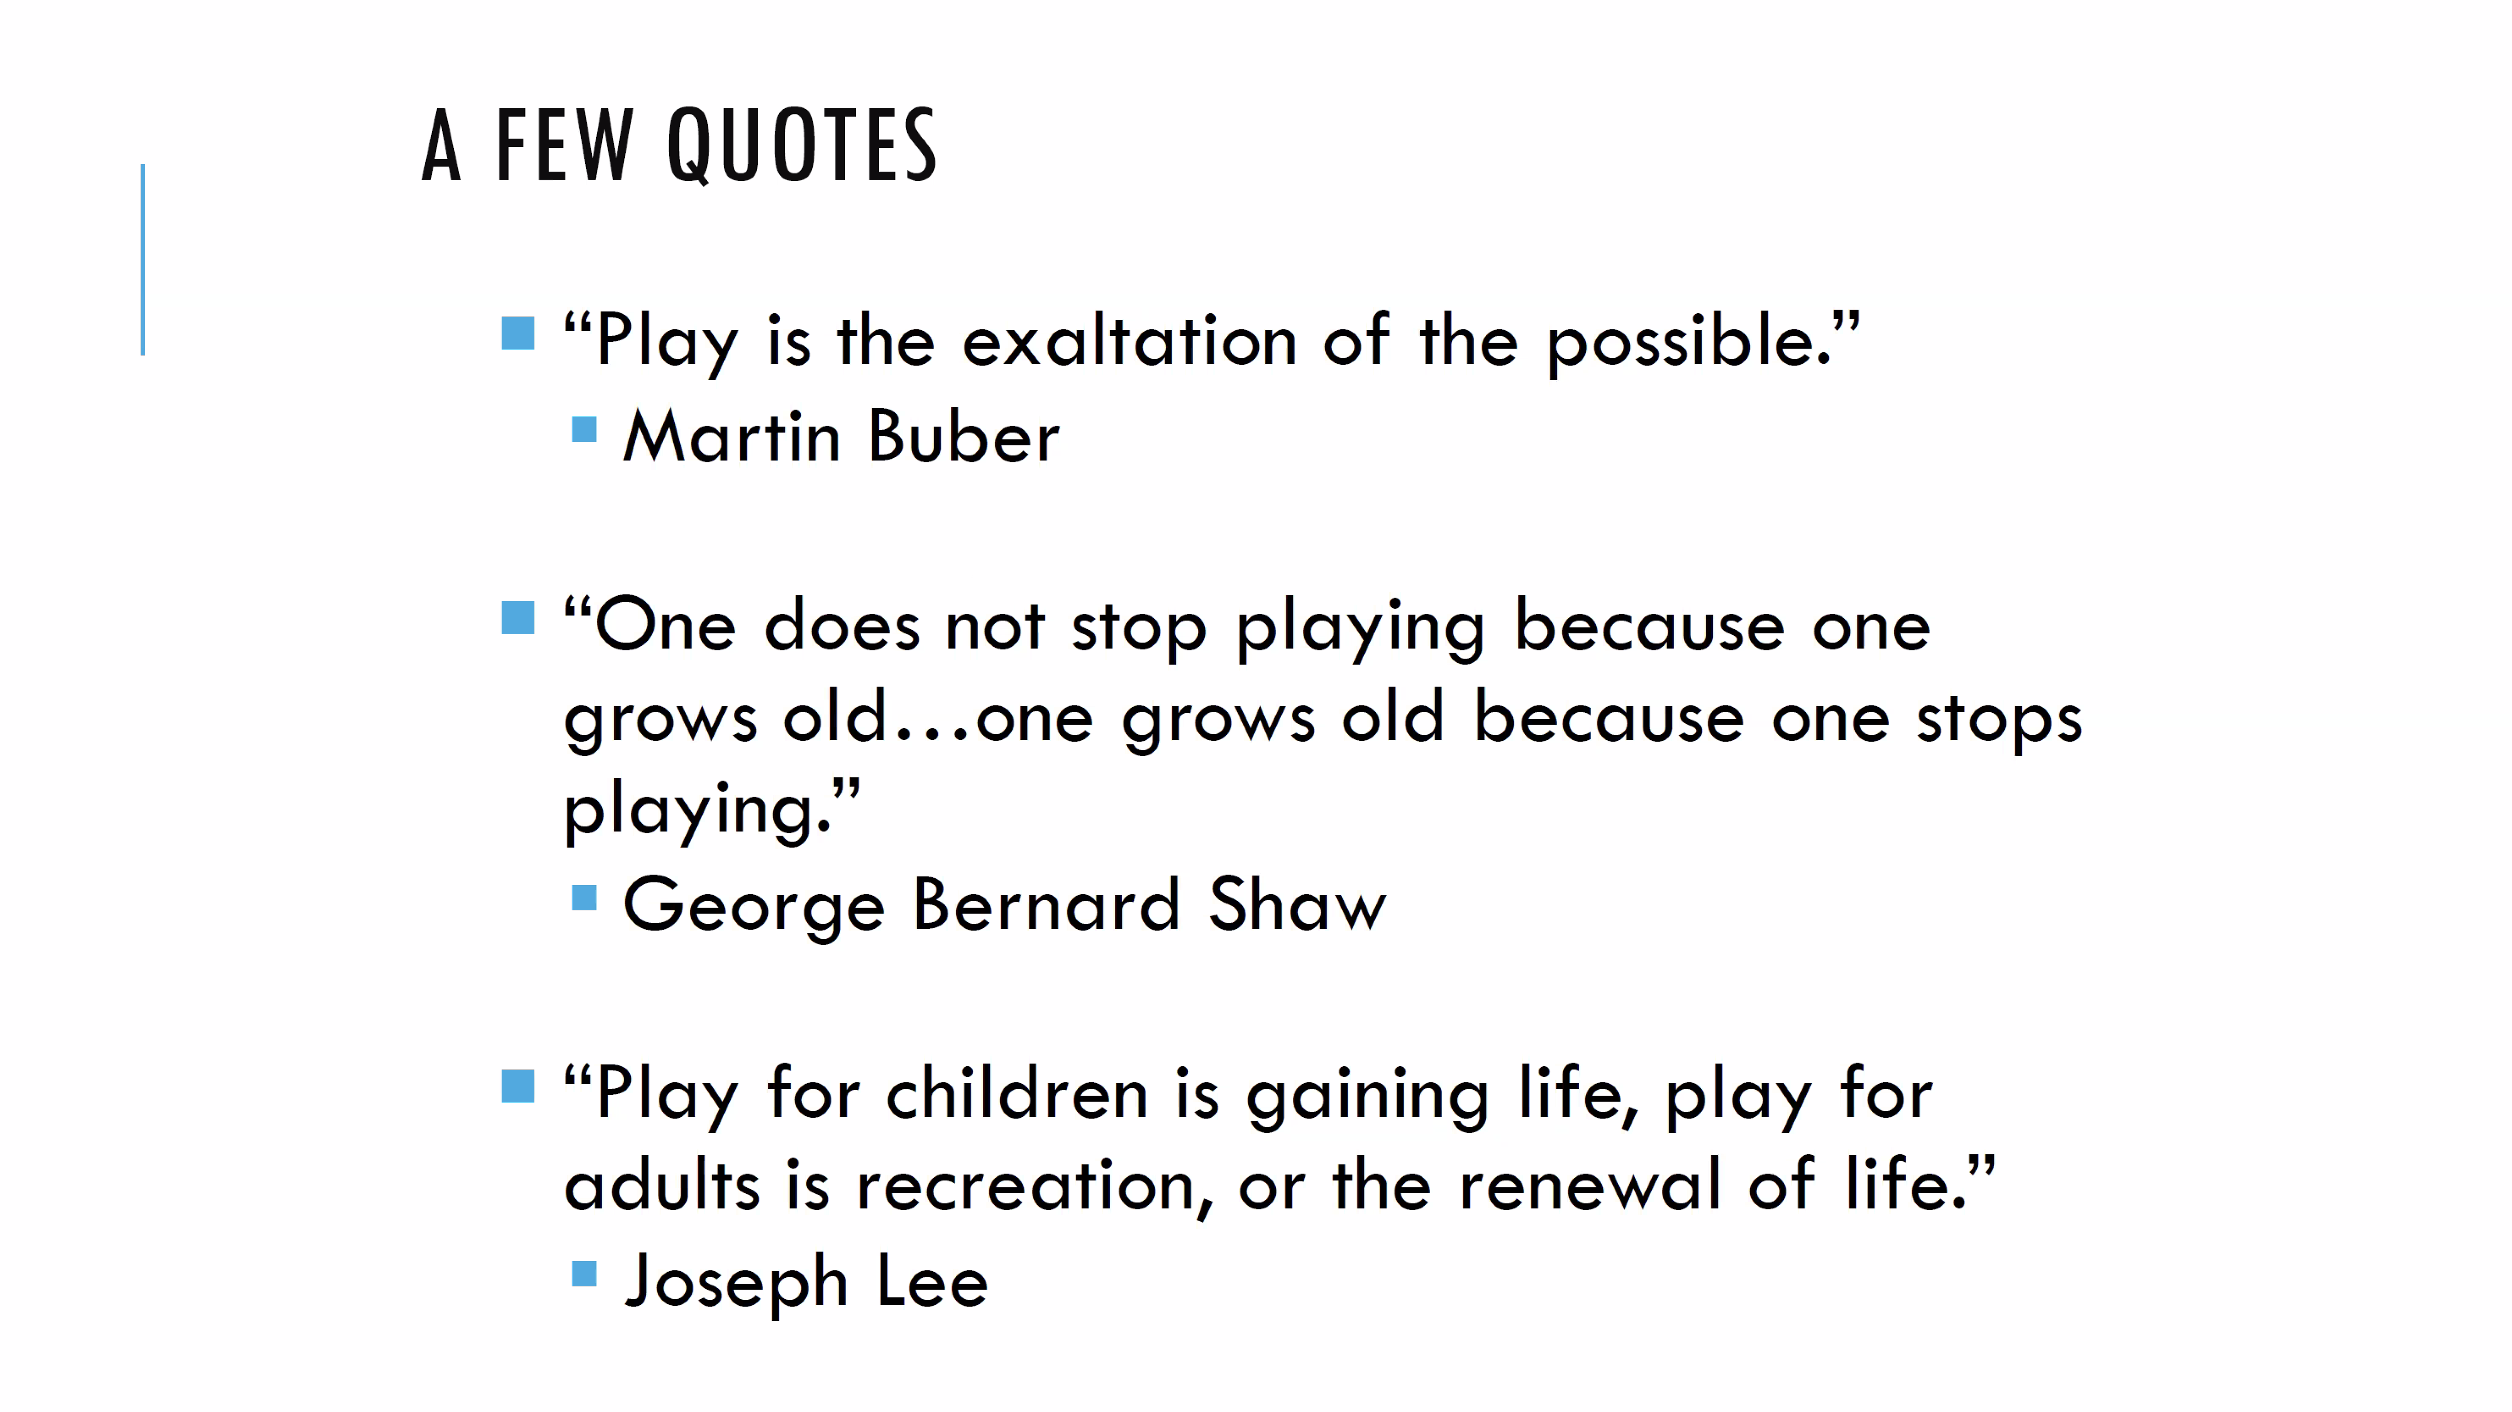 A FEW QUOTES
“Play is the exaltation of the possible.”
Martin Buber
“One does not stop playing because one
grows old…one grows old because one stops
playing.”
George Bernard Shaw
“Play for children is gaining life, play for
adults is recreation, or the renewal of life.”
Joseph Lee